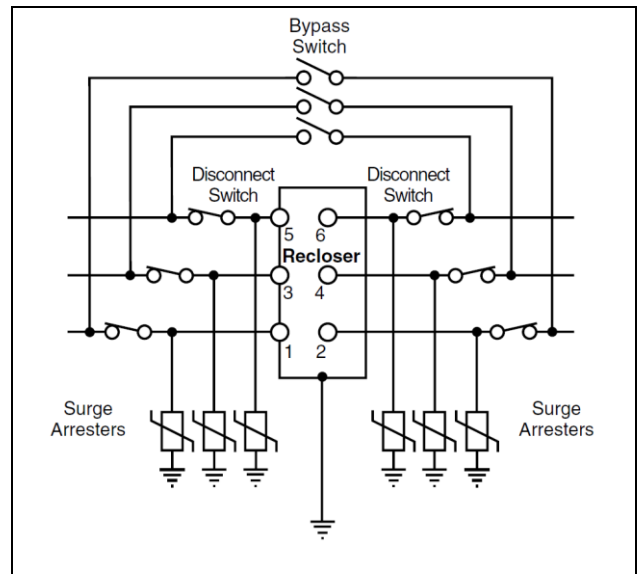 Bypass
Switch
Disconnect
Switch
Disconnect
Switch
5 6
Recloser
3 4
1 2
Surge
Arresters
Surge
Arresters